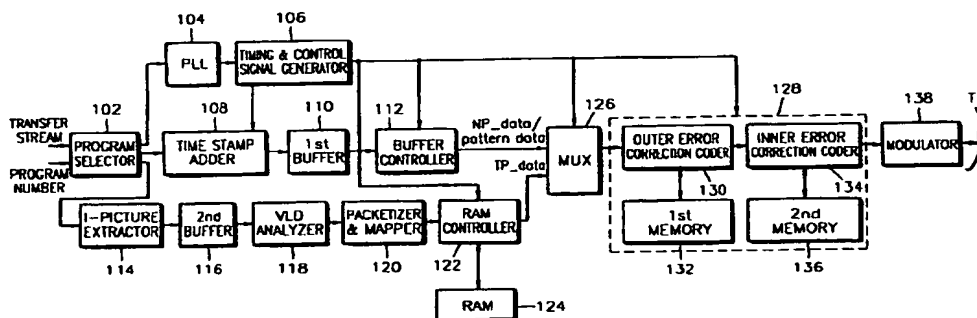 104
106
PLL
TIMING & CONTROL
SIGNAL GENERATOR
102
108
110
112
126
128
138
TRANSFER
STREAM
PROGRAM
SELECTOR
PROGRAM
NUMBER
TIME STAMP
ADDER
1st
BUFFER
BUFFER
CONTROLLER
NP_data/
pattern data
TP_data
MUX
OUTER ERROR
CORRECTION CODER
INNER ERROR
CORRECTION CODER
MODULATOR
T
130
134
I-PICTURE
EXTRACTOR
2nd
BUFFER
VLD
ANALYZER
PACKETIZER
& MAPPER
RAM
CONTROLLER
1st
MEMORY
2nd
MEMORY
114
116
118
120
122
132
136
RAM
124